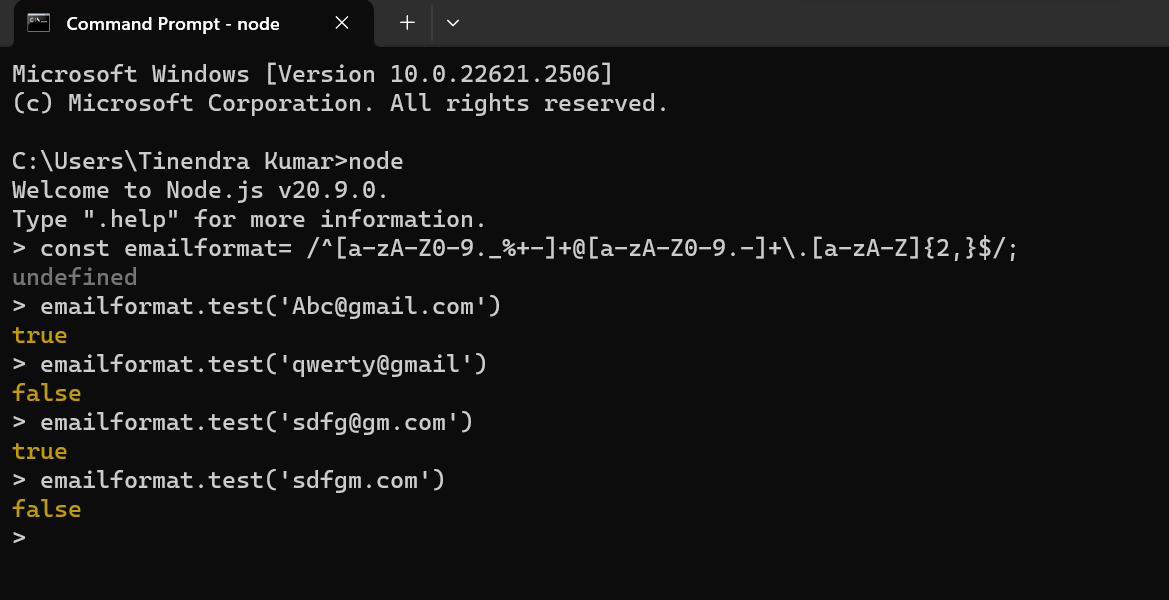 Command Prompt - node
Microsoft Windows [Version 10.0.22621.2506]
(c) Microsoft Corporation. All rights reserved.
C:\Users\Tinendra Kumar>node
Welcome to Node.js v20.9.0.
Type ".help" for more information.
> const emailformat= /^[a-zA-Z0-9._%+-]+@[a-zA-Z0-9.-]+\.[a-zA-Z]{2,}$/;
undefined
> emailformat.test('Abc@gmail.com')
true
> emailformat.test('qwerty@gmail')
false
> emailformat.test('sdfg@gm.com')
true
> emailformat.test('sdfgm.com')
false
>